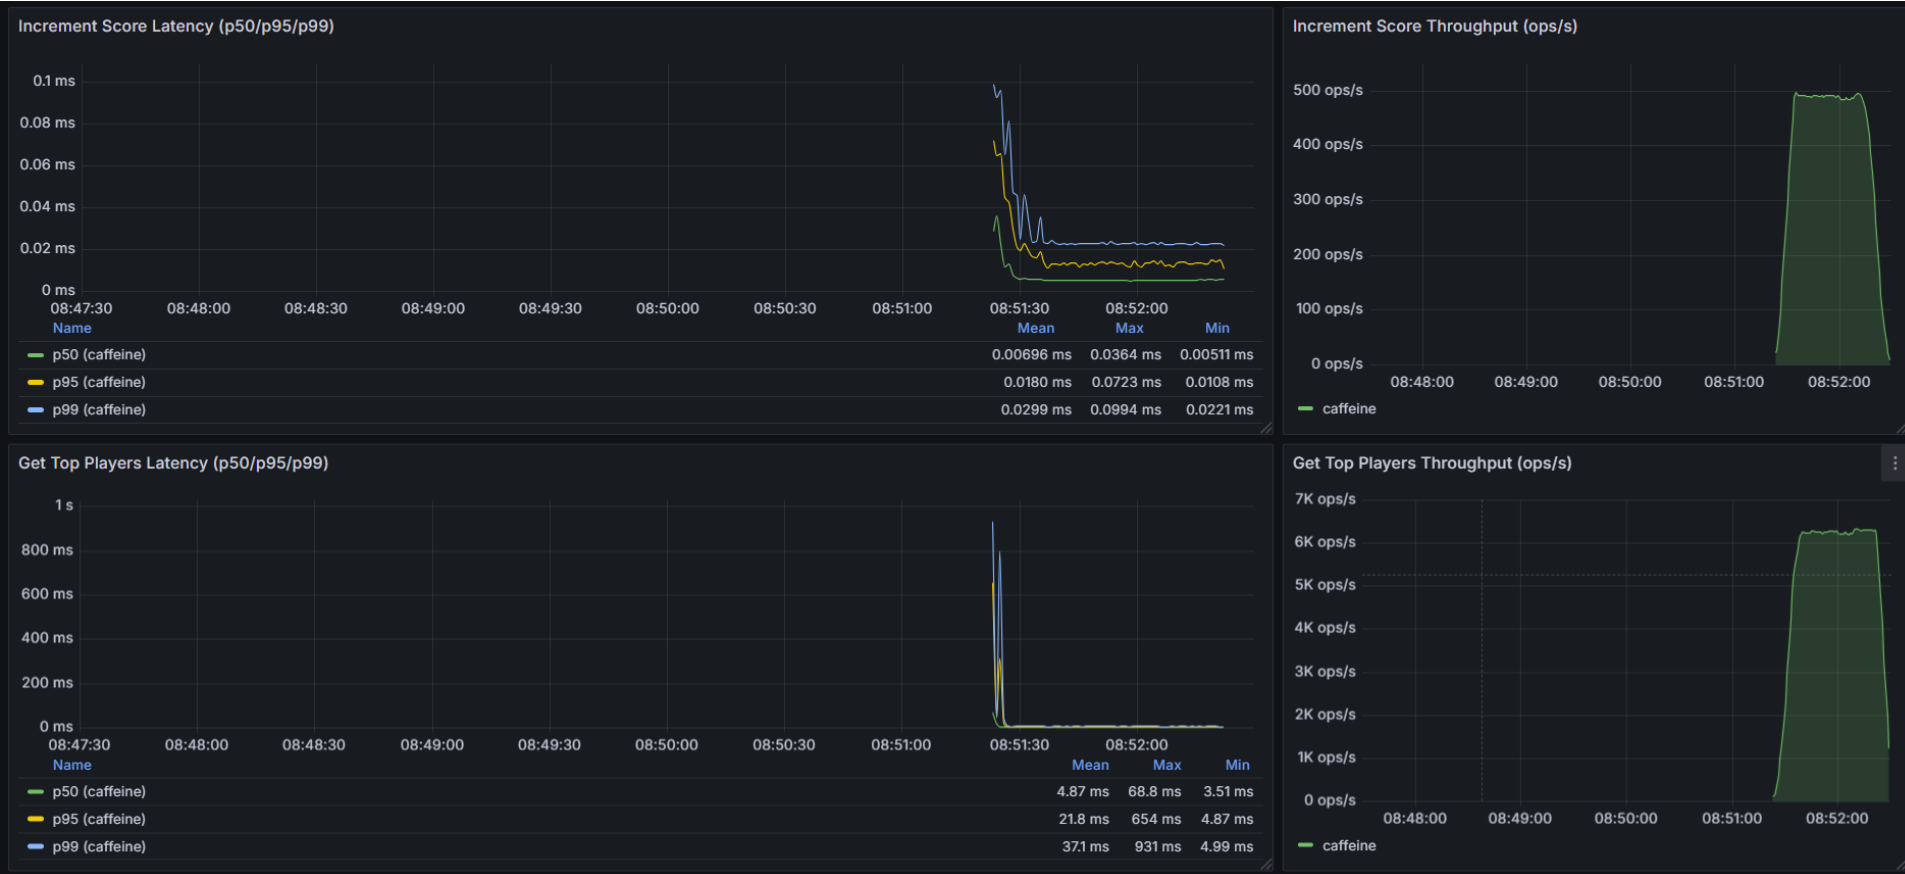 Increment Score Latency (p50/p95/p99)
0.1 ms
0.08 ms
0.06 ms
0.04 ms
0.02 ms
0 ms
08:47:30 08:48:00 08:48:30 08:49:00 08:49:30 08:50:00 08:50:30 08:51:00 08:51:30 08:52:00
Name Mean Max Min
p50 (caffeine) 0.00696 ms 0.0364 ms 0.00511 ms
p95 (caffeine) 0.0180 ms 0.0723 ms 0.0108 ms
p99 (caffeine) 0.0299 ms 0.0994 ms 0.0221 ms
Increment Score Throughput (ops/s)
500 ops/s
400 ops/s
300 ops/s
200 ops/s
100 ops/s
0 ops/s
08:48:00 08:49:00 08:50:00 08:51:00 08:52:00
caffeine
Get Top Players Latency (p50/p95/p99)
1 s
800 ms
600 ms
400 ms
200 ms
0 ms
08:47:30 08:48:00 08:48:30 08:49:00 08:49:30 08:50:00 08:50:30 08:51:00 08:51:30 08:52:00
Name Mean Max Min
p50 (caffeine) 4.87 ms 68.8 ms 3.51 ms
p95 (caffeine) 21.8 ms 654 ms 4.87 ms
p99 (caffeine) 37.1 ms 931 ms 4.99 ms
Get Top Players Throughput (ops/s)
7K ops/s
6K ops/s
5K ops/s
4K ops/s
3K ops/s
2K ops/s
1K ops/s
0 ops/s
08:48:00 08:49:00 08:50:00 08:51:00 08:52:00
caffeine